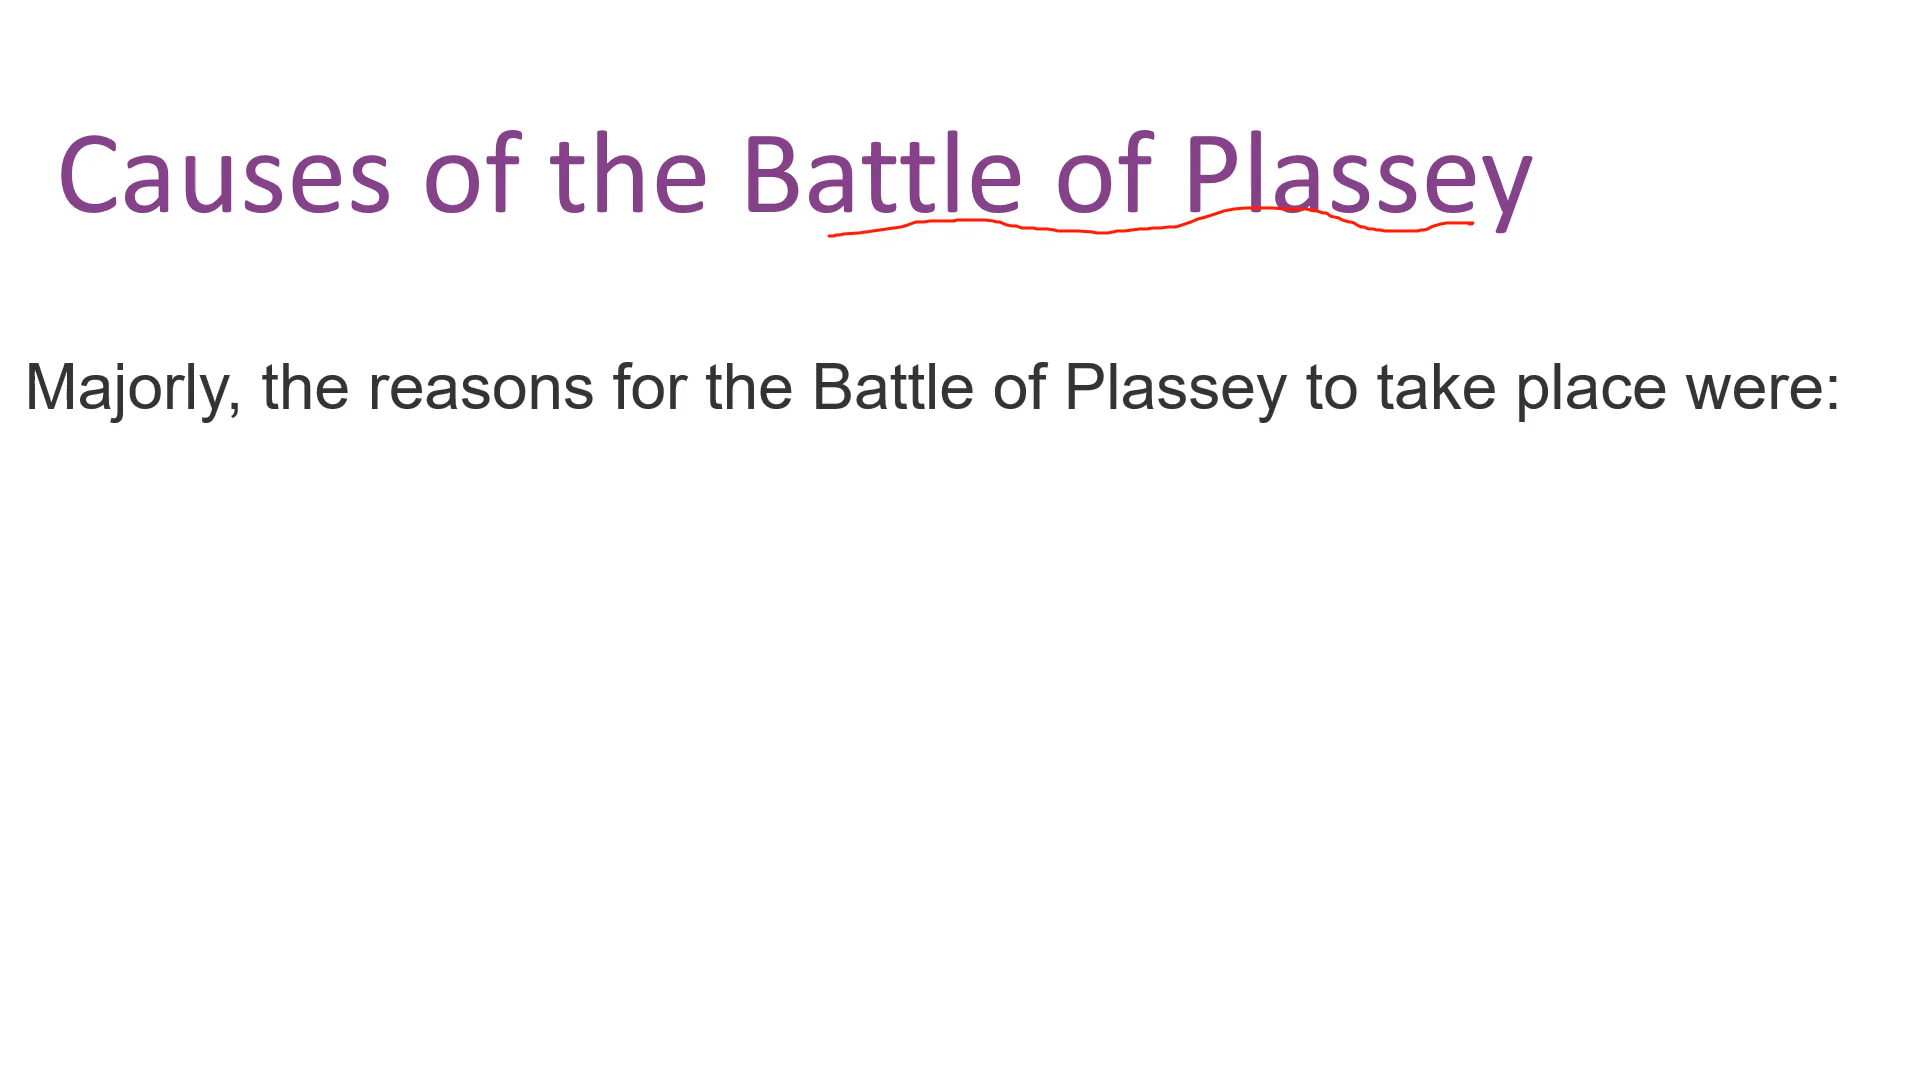 Causes of the Battle of Plassey
Majorly, the reasons for the Battle of Plassey to take place were: